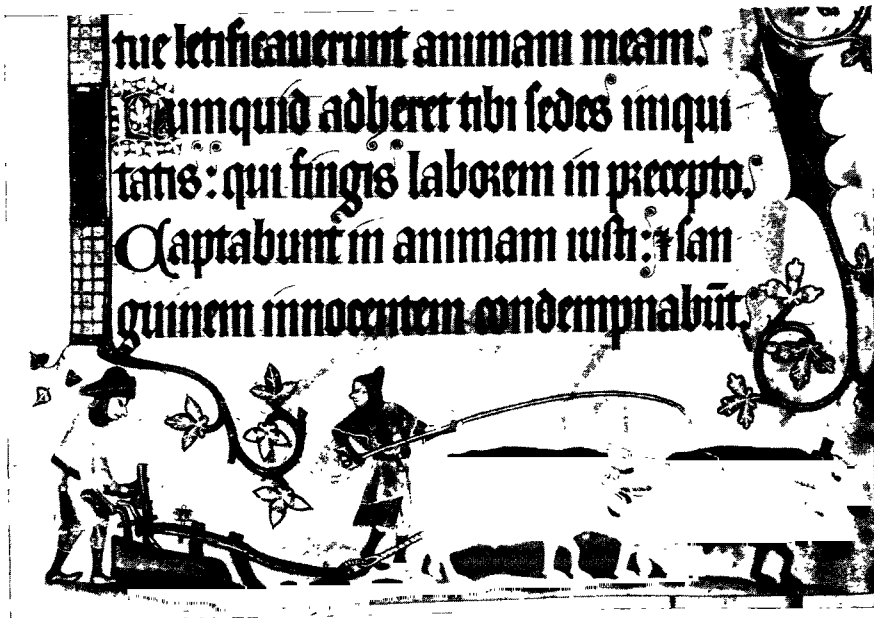 tue letificauerunt animam meam.
Numquid adheret tibi sedes iniqui
tatis: qui fingis laborem in precepto.
Captabunt in animam iusti: ⁊ san
guinem innocentem condempnabūt.